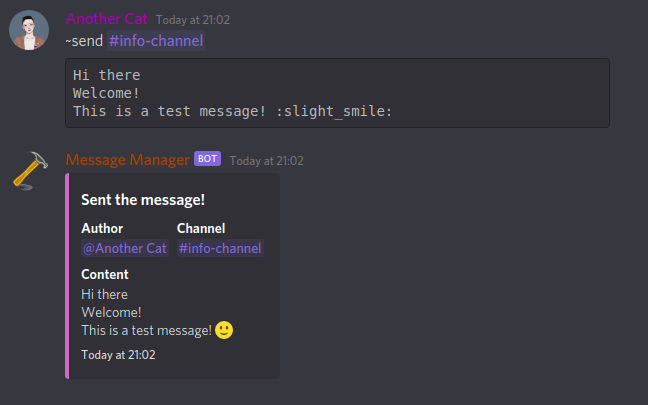 Another Cat Today at 21:02
~send #info-channel
Hi there
Welcome!
This is a test message! :slight_smile:
Message Manager BOT Today at 21:02
Sent the message!
Author Channel
@Another Cat #info-channel
Content
Hi there
Welcome!
This is a test message! 🙂
Today at 21:02